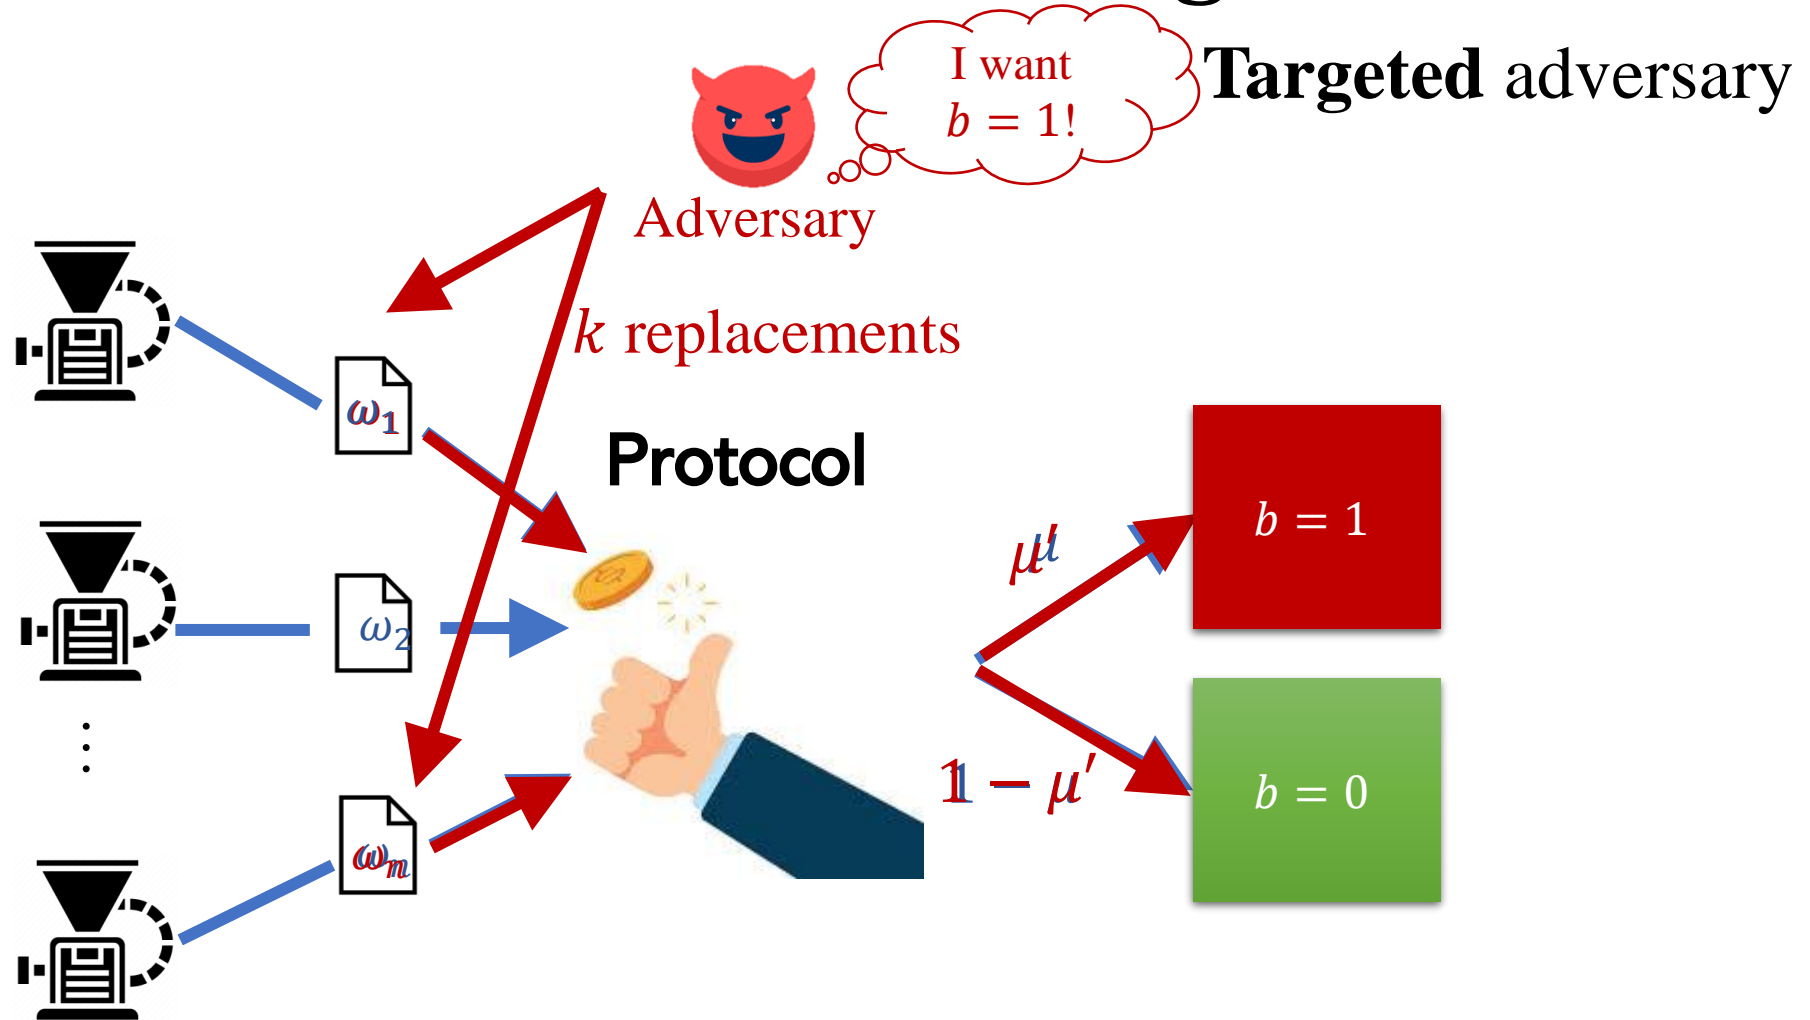 Targeted adversary
I want
b = 1!
Adversary
k replacements
ω₁
Protocol
ω₂
⋮
ωₘ
μ′
b = 1
1 − μ′
b = 0